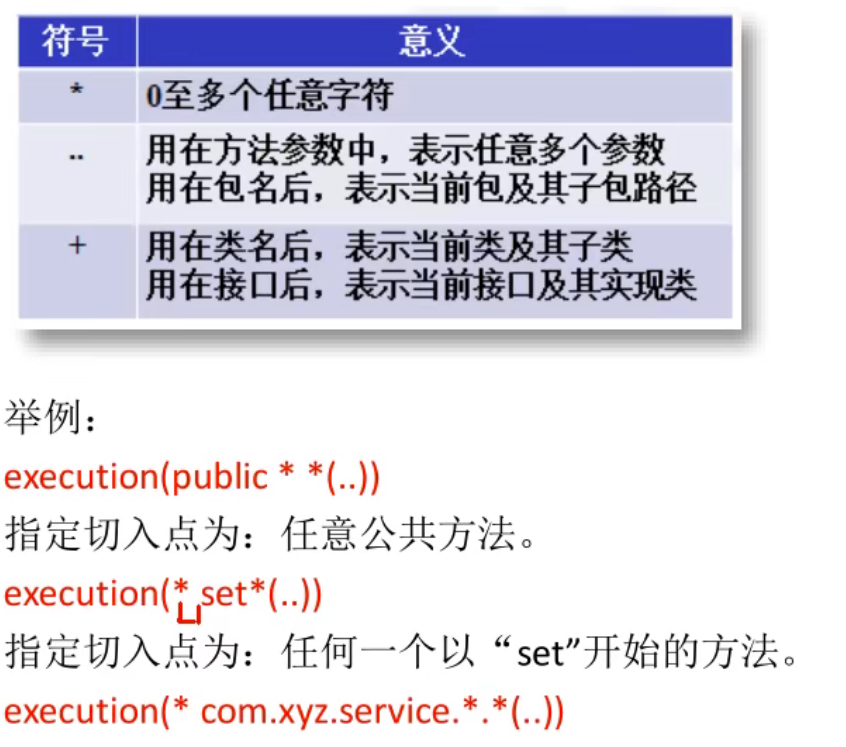 符号 意义
* 0至多个任意字符
.. 用在方法参数中，表示任意多个参数
用在包名后，表示当前包及其子包路径
+ 用在类名后，表示当前类及其子类
用在接口后，表示当前接口及其实现类
举例：
execution(public * *(..))
指定切入点为：任意公共方法。
execution(* set*(..))
指定切入点为：任何一个以“set”开始的方法。
execution(* com.xyz.service.*.*(..))